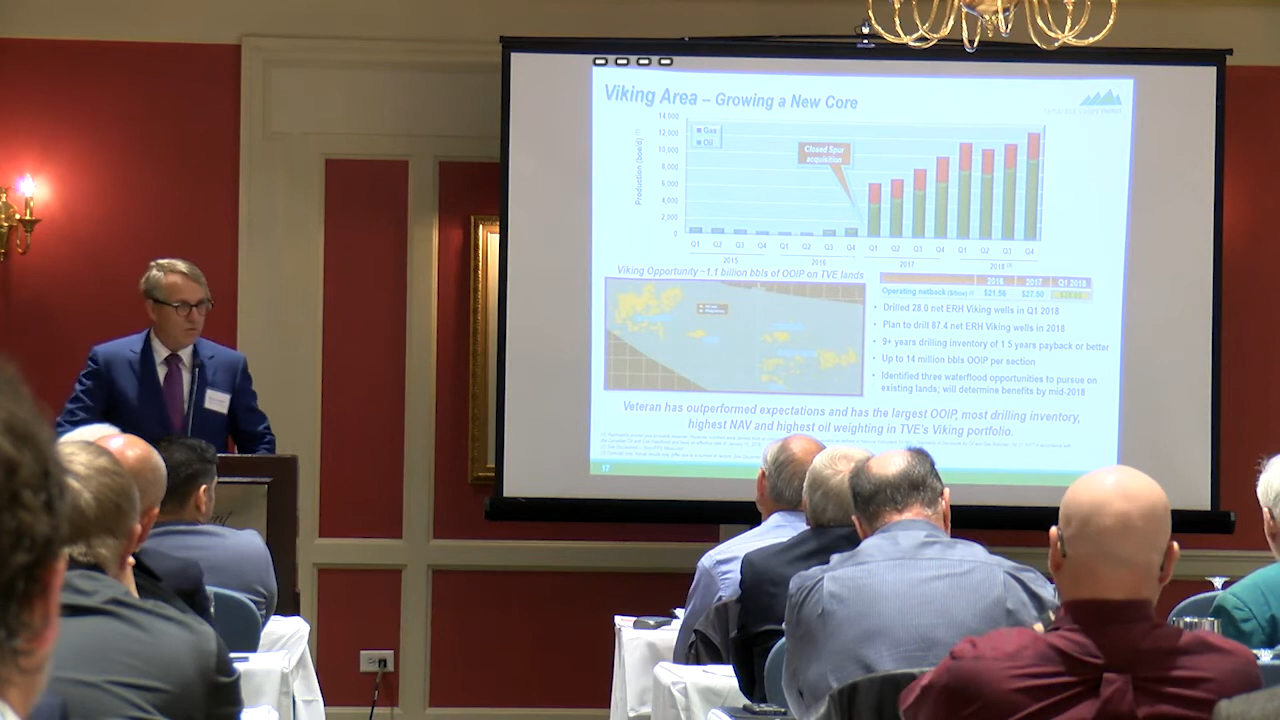 Viking Area – Growing a New Core
14,000
12,000
10,000
8,000
6,000
4,000
2,000
0
Production (boe/d)
Gas
Oil
Closed Spur
acquisition
Q1 Q2 Q3 Q4 Q1 Q2 Q3 Q4 Q1 Q2 Q3 Q4 Q1 Q2 Q3 Q4
2015 2016 2017 2018
Viking Opportunity ~1.1 billion bbls of OOIP on TVE lands
2016 2017 Q1 2018
Operating netback ($/boe) $21.56 $27.50
• Drilled 28.0 net ERH Viking wells in Q1 2018
• Plan to drill 87.4 net ERH Viking wells in 2018
• 9+ years drilling inventory of 1.5 years payback or better
• Up to 14 million bbls OOIP per section
• Identified three waterflood opportunities to pursue on
existing lands; will determine benefits by mid-2018
Veteran has outperformed expectations and has the largest OOIP, most drilling inventory,
highest NAV and highest oil weighting in TVE's Viking portfolio.
17